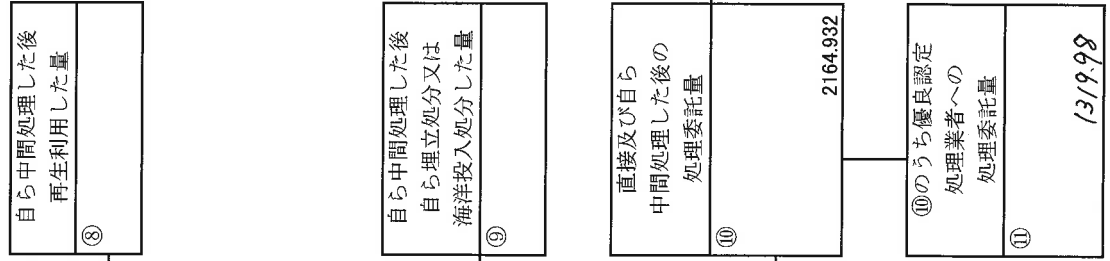 自ら中間処理した後
再生利用した量
⑧
自ら中間処理した後
自ら埋立処分又は
海洋投入処分した量
⑨
直接及び自ら
中間処理した後の
処理委託量
⑩
2164.932
⑩のうち優良認定
処理業者への
処理委託量
⑪
1319.98